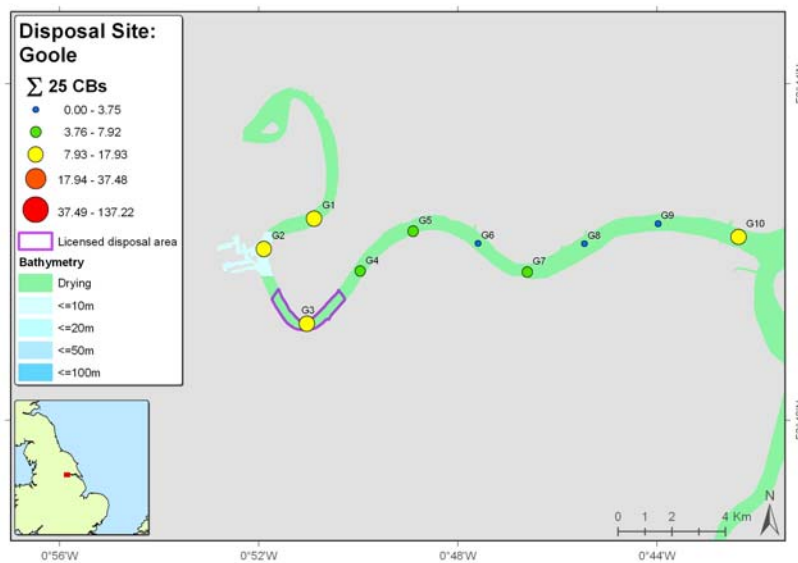 Disposal Site:
Goole
∑ 25 CBs
0.00 - 3.75
3.76 - 7.92
7.93 - 17.93
17.94 - 37.48
37.49 - 137.22
Licensed disposal area
Bathymetry
Drying
<=10m
<=20m
<=50m
<=100m
G1
G2
G3
G4
G5
G6
G7
G8
G9
G10
0 1 2 4 Km
N
0°56'W 0°52'W 0°48'W 0°44'W